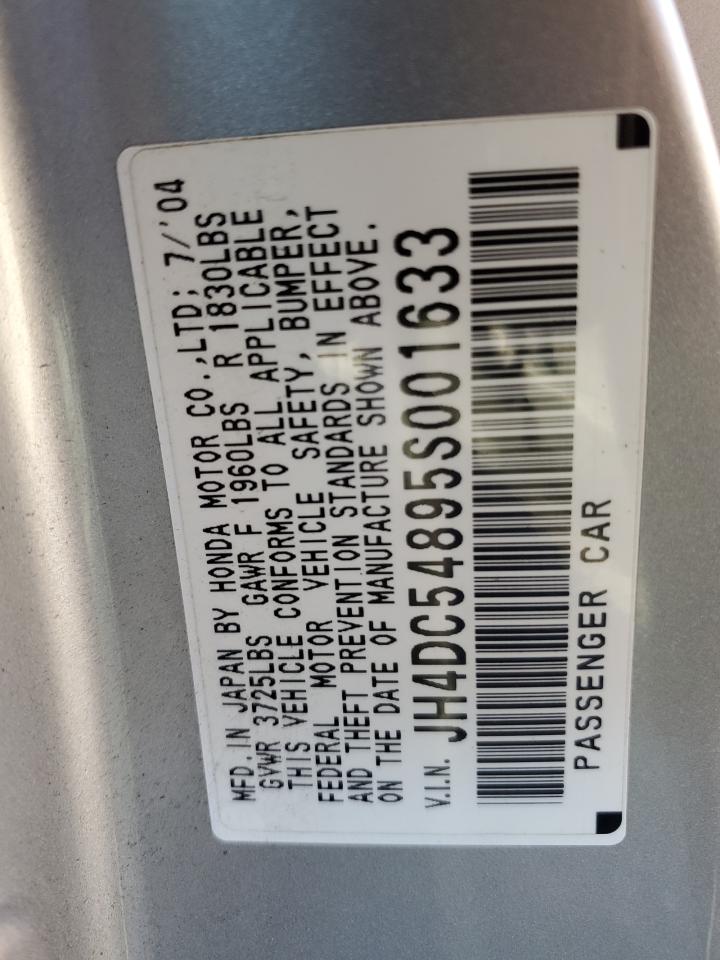 MFD. IN JAPAN BY HONDA MOTOR CO.,LTD; 7/'04
GVWR 3725LBS GAWR F 1960LBS R 1830LBS
THIS VEHICLE CONFORMS TO ALL APPLICABLE
FEDERAL MOTOR VEHICLE SAFETY, BUMPER,
AND THEFT PREVENTION STANDARDS IN EFFECT
ON THE DATE OF MANUFACTURE SHOWN ABOVE.
V.I.N. JH4DC54895S001633
PASSENGER CAR